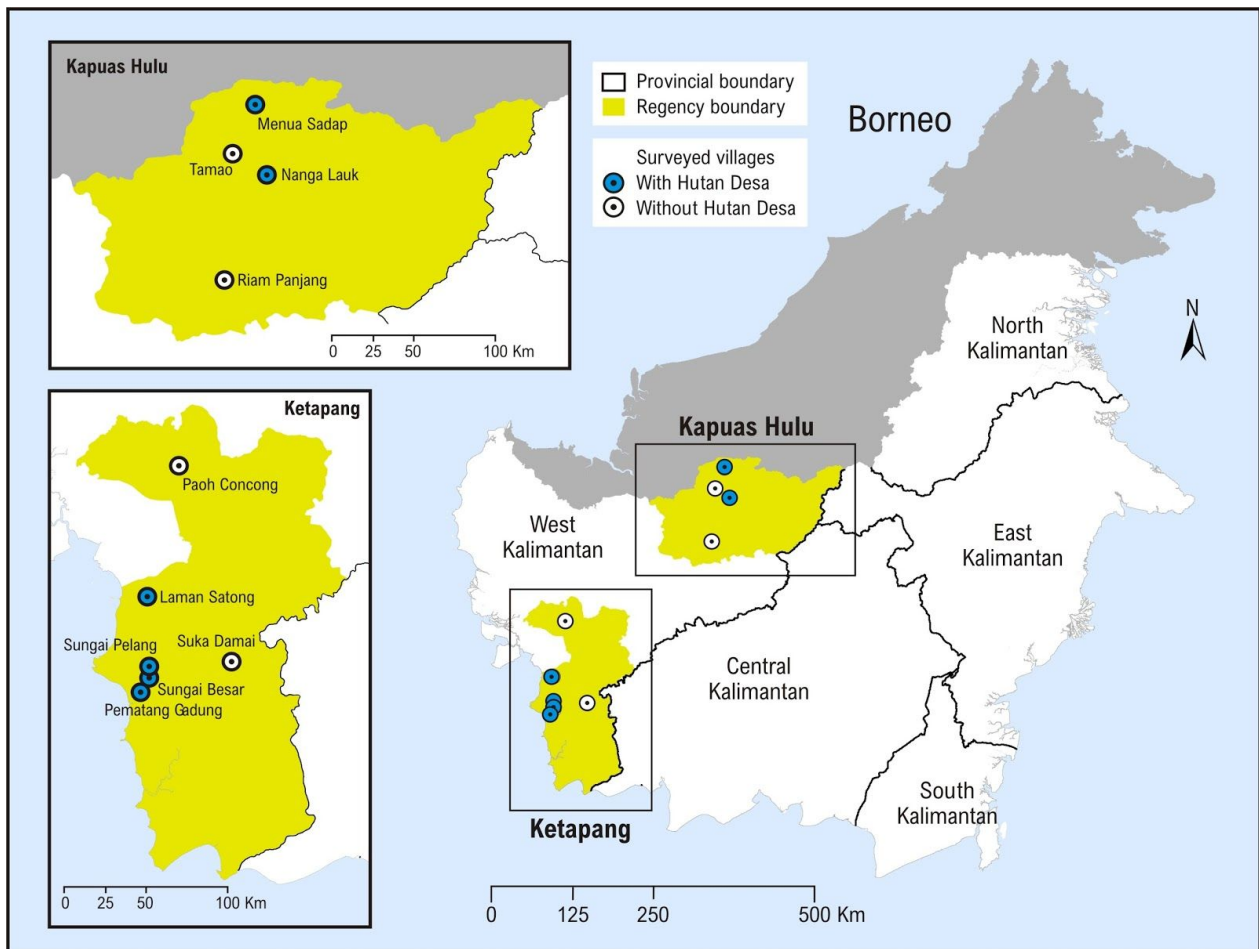 Kapuas Hulu
Menua Sadap
Tamao
Nanga Lauk
Riam Panjang
0 25 50 100 Km
Provincial boundary
Regency boundary
Surveyed villages
With Hutan Desa
Without Hutan Desa
Borneo
N
North
Kalimantan
Kapuas Hulu
West
Kalimantan
East
Kalimantan
Central
Kalimantan
South
Kalimantan
Ketapang
0 125 250 500 Km
Ketapang
Paoh Concong
Laman Satong
Sungai Pelang
Suka Damai
Sungai Besar
Pematang Gadung
0 25 50 100 Km